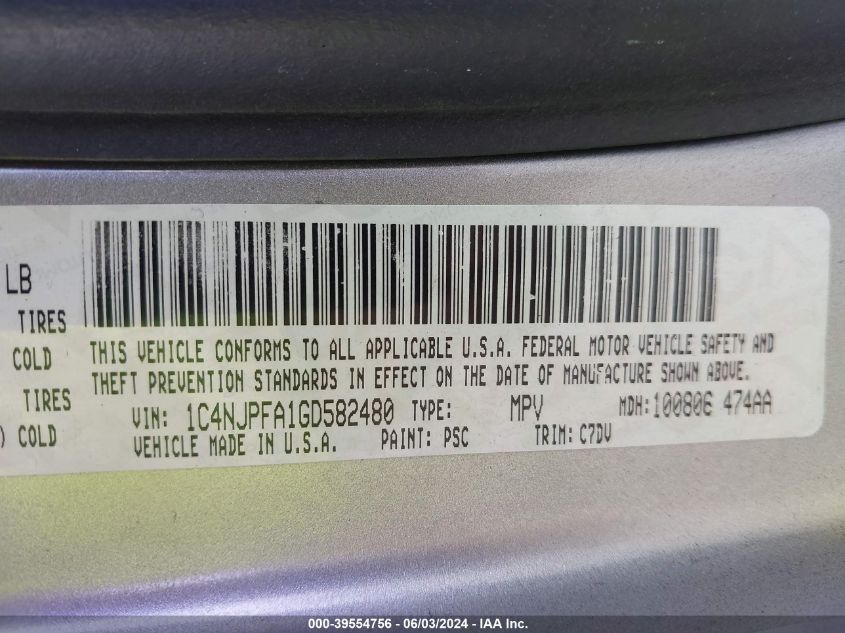 LB
TIRES
COLD
THIS VEHICLE CONFORMS TO ALL APPLICABLE U.S.A. FEDERAL MOTOR VEHICLE SAFETY AND
TIRES
THEFT PREVENTION STANDARDS IN EFFECT ON THE DATE OF MANUFACTURE SHOWN ABOVE.
) COLD
VIN: 1C4NJPFA1GD582480 TYPE: MPV MDH: 100806 474AA
VEHICLE MADE IN U.S.A. PAINT: PSC TRIM: C7DV
000-39554756 - 06/03/2024 - IAA Inc.